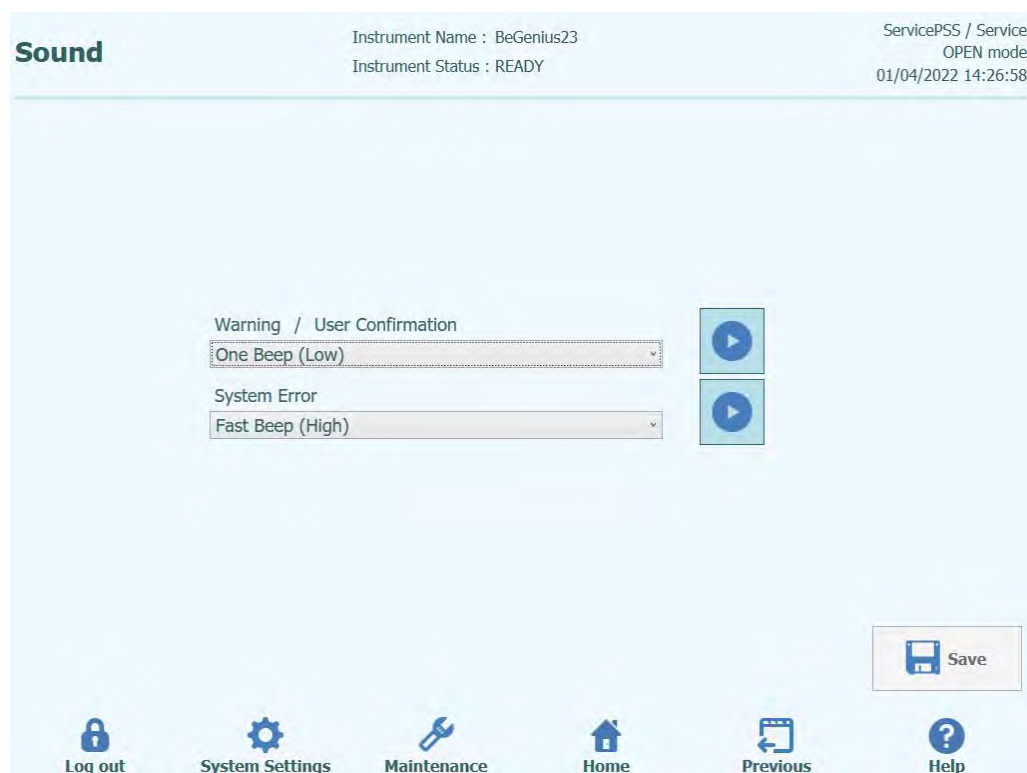 Sound
Instrument Name : BeGenius23
Instrument Status : READY
ServicePSS / Service
OPEN mode
01/04/2022 14:26:58
Warning / User Confirmation
One Beep (Low)
System Error
Fast Beep (High)
Save
Log out
System Settings
Maintenance
Home
Previous
Help